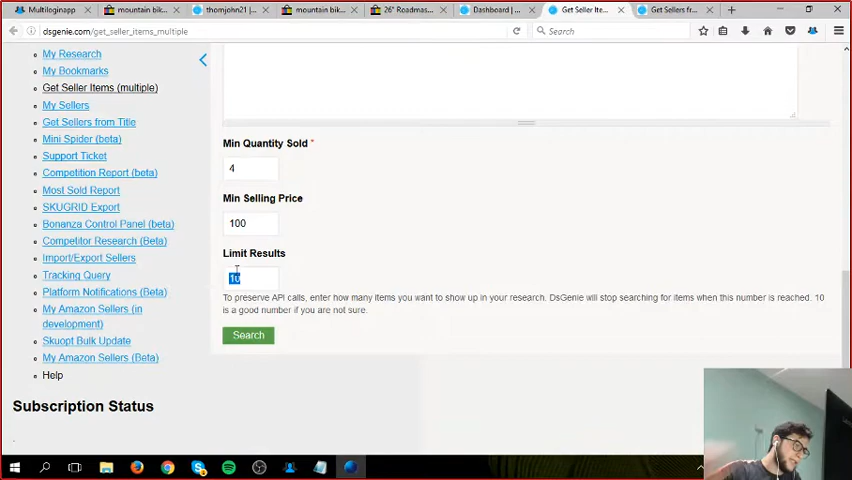 Multiloginapp
mountain bik...
thornjohn21 |...
mountain bik...
26" Roadmas...
Dashboard | ...
Get Seller Ite...
Get Sellers fr...
dsgenie.com/get_seller_items_multiple
Search
My Research
My Bookmarks
Get Seller Items (multiple)
My Sellers
Get Sellers from Title
Mini Spider (beta)
Support Ticket
Competition Report (beta)
Most Sold Report
SKUGRID Export
Bonanza Control Panel (beta)
Competitor Research (Beta)
Import/Export Sellers
Tracking Query
Platform Notifications (Beta)
My Amazon Sellers (in
development)
Skuopt Bulk Update
My Amazon Sellers (Beta)
Help
Subscription Status
Min Quantity Sold *
4
Min Selling Price
100
Limit Results
10
To preserve API calls, enter how many items you want to show up in your research. DsGenie will stop searching for items when this number is reached. 10
is a good number if you are not sure.
Search